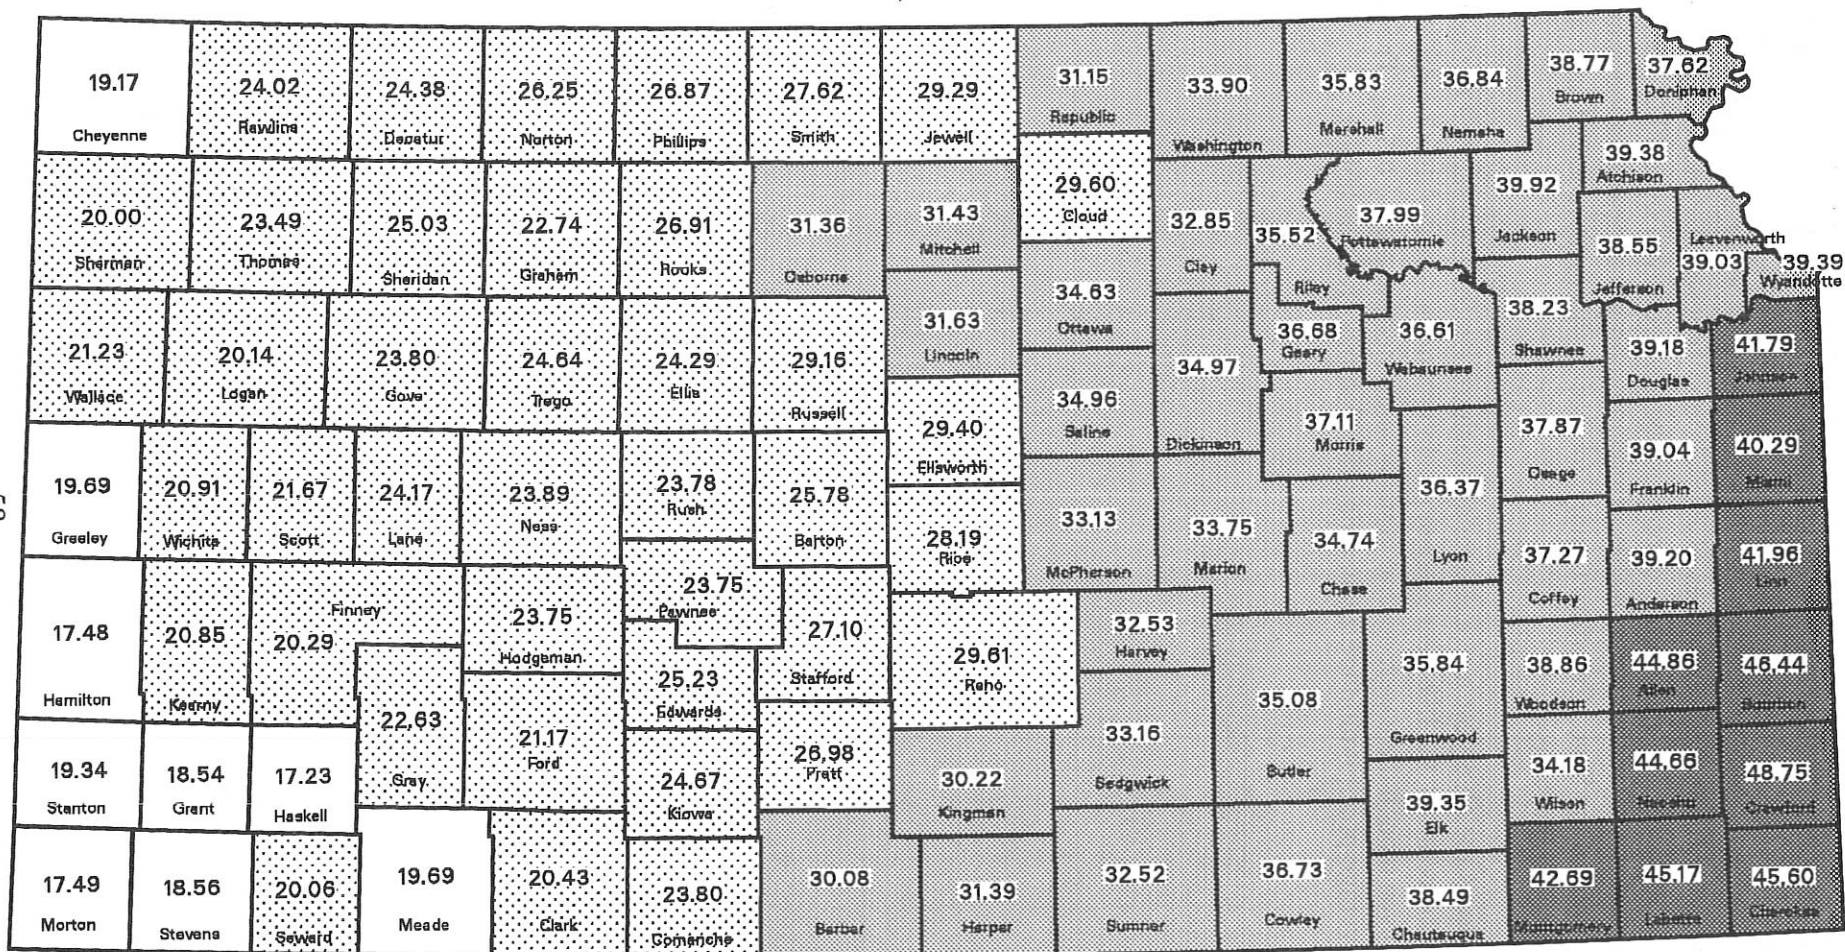 19.17
Cheyenne
24.02
Rawlins
24.38
Decatur
26.25
Norton
26.87
Phillips
27.62
Smith
29.29
Jewell
31.15
Republic
33.90
Washington
35.83
Marshall
36.84
Nemaha
38.77
Brown
37.62
Doniphan
20.00
Sherman
23.49
Thomas
25.03
Sheridan
22.74
Graham
26.91
Rooks
31.36
Osborne
31.43
Mitchell
29.60
Cloud
32.85
Clay
35.52
Riley
37.99
Pottawatomie
39.92
Jackson
39.38
Atchison
38.55
Jefferson
Leavenworth
39.03
39.39
Wyandotte
21.23
Wallace
20.14
Logan
23.80
Gove
24.64
Trego
24.29
Ellis
29.16
Russell
31.63
Lincoln
34.63
Ottawa
34.97
Dickinson
36.68
Geary
36.61
Wabaunsee
38.23
Shawnee
39.18
Douglas
41.79
Johnson
29.40
Ellsworth
34.96
Saline
37.11
Morris
37.87
Osage
39.04
Franklin
40.29
Miami
19.69
Greeley
20.91
Wichita
21.67
Scott
24.17
Lane
23.89
Ness
23.78
Rush
25.78
Barton
28.19
Rice
33.13
McPherson
33.75
Marion
34.74
Chase
36.37
Lyon
37.27
Coffey
39.20
Anderson
41.96
Linn
17.48
Hamilton
20.85
Kearny
Finney
20.29
23.75
Hodgeman
23.75
Pawnee
27.10
Stafford
29.61
Reno
32.53
Harvey
35.08
Butler
35.84
Greenwood
38.86
Woodson
44.86
Allen
46.44
Bourbon
25.23
Edwards
22.63
Gray
21.17
Ford
26.98
Pratt
33.16
Sedgwick
19.34
Stanton
18.54
Grant
17.23
Haskell
24.67
Kiowa
30.22
Kingman
39.35
Elk
34.18
Wilson
44.66
Neosho
48.75
Crawford
17.49
Morton
18.56
Stevens
20.06
Seward
19.69
Meade
20.43
Clark
23.80
Comanche
30.08
Barber
31.39
Harper
32.52
Sumner
36.73
Cowley
38.49
Chautauqua
42.69
Montgomery
45.17
Labette
45.60
Cherokee